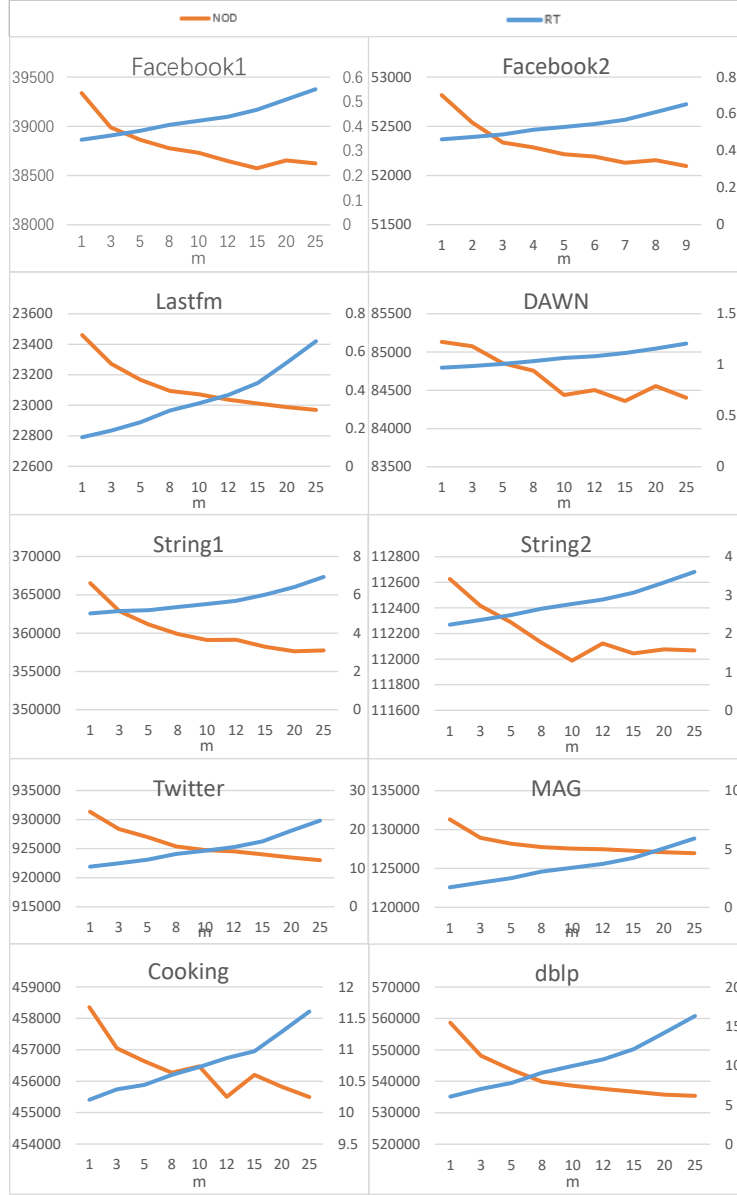 NOD RT
Facebook1 Facebook2
39500 0.6 53000 0.8
0.5
39000 0.4 52500 0.6
0.3 0.4
38500 0.2 52000
0.1 0.2
38000 0 51500 0
1 3 5 8 10 12 15 20 25 1 2 3 4 5 6 7 8 9
m m
Lastfm DAWN
23600 0.8 85500 1.5
23400 0.6 85000
23200 1
23000 0.4 84500
22800 0.2 84000 0.5
22600 0 83500 0
1 3 5 8 10 12 15 20 25 1 3 5 8 10 12 15 20 25
m m
String1 String2
370000 8 112800 4
365000 6 112600 3
112400
360000 4 112200 2
112000
355000 2 111800 1
350000 0 111600 0
1 3 5 8 10 12 15 20 25 1 3 5 8 10 12 15 20 25
m m
Twitter MAG
935000 30 135000 10
930000
925000 20 130000
5
920000 10 125000
915000 0 120000 0
1 3 5 8 10 12 15 20 25 1 3 5 8 10 12 15 20 25
m m
Cooking dblp
459000 12 570000 20
458000 11.5 560000
15
457000 11 550000
10
456000 10.5 540000
455000 10 530000 5
454000 9.5 520000 0
1 3 5 8 10 12 15 20 25 1 3 5 8 10 12 15 20 25
m m